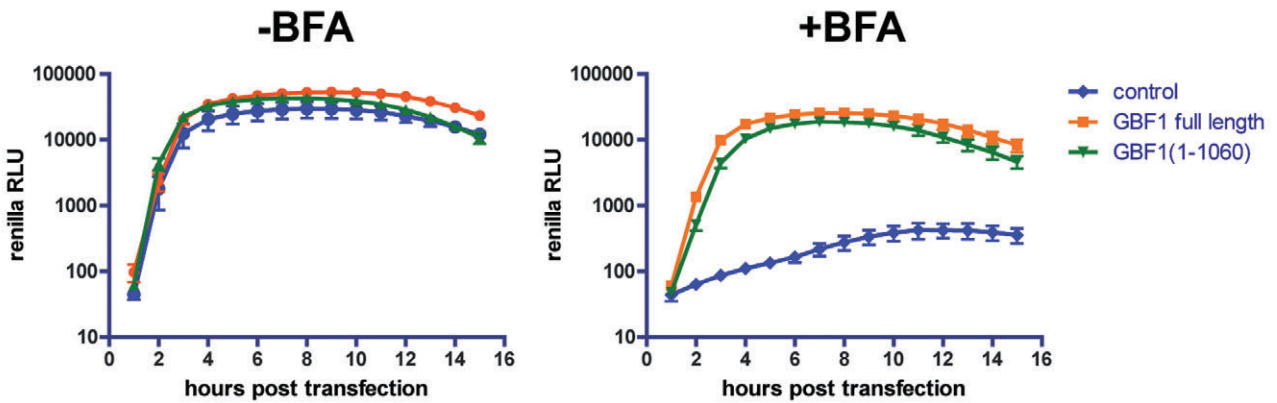 -BFA
+BFA
renilla RLU
100000
10000
1000
100
10
0 2 4 6 8 10 12 14 16
hours post transfection
renilla RLU
100000
10000
1000
100
10
0 2 4 6 8 10 12 14 16
hours post transfection
control
GBF1 full length
GBF1(1-1060)